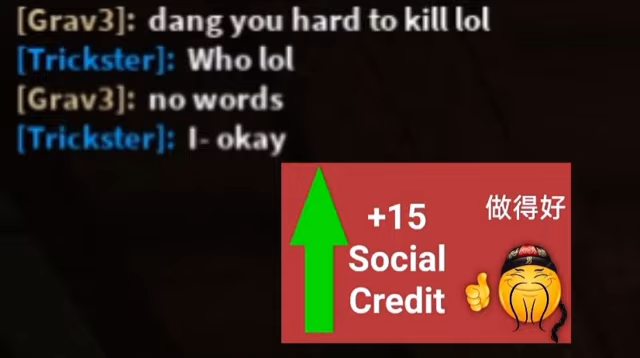 [Grav3]: dang you hard to kill lol
[Trickster]: Who lol
[Grav3]: no words
[Trickster]: I- okay
做得好
+15
Social
Credit